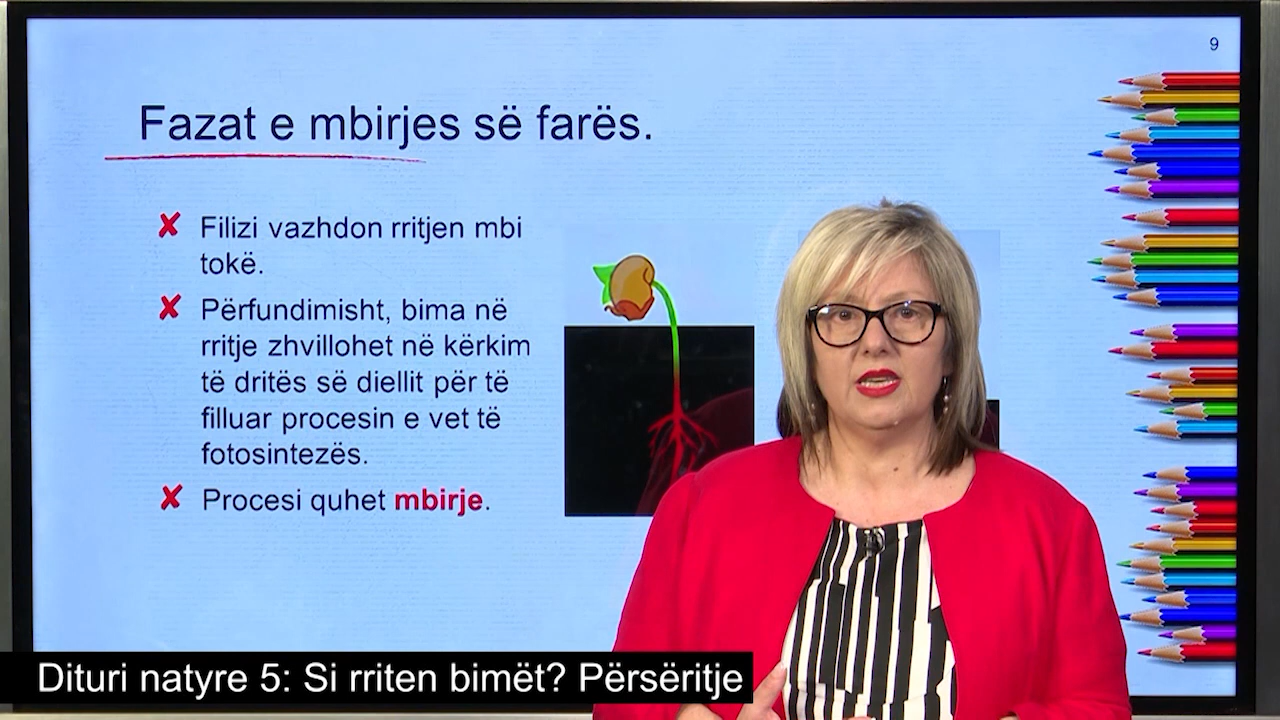 9
Fazat e mbirjes së farës.
✘ Filizi vazhdon rritjen mbi
tokë.
✘ Përfundimisht, bima në
rritje zhvillohet në kërkim
të dritës së diellit për të
filluar procesin e vet të
fotosintezës.
✘ Procesi quhet mbirje.
Dituri natyre 5: Si rriten bimët? Përsëritje